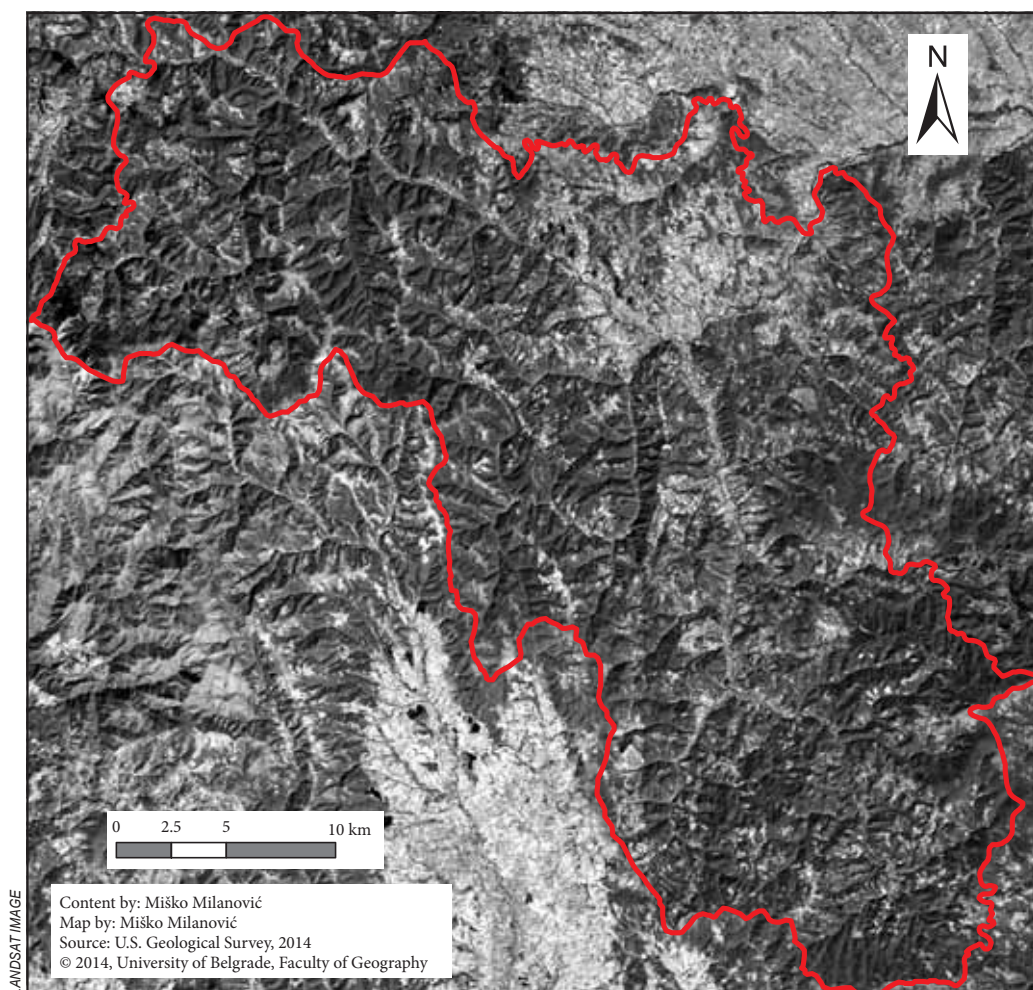 N
0 2.5 5 10 km
Content by: Miško Milanović
Map by: Miško Milanović
Source: U.S. Geological Survey, 2014
© 2014, University of Belgrade, Faculty of Geography
LANDSAT IMAGE